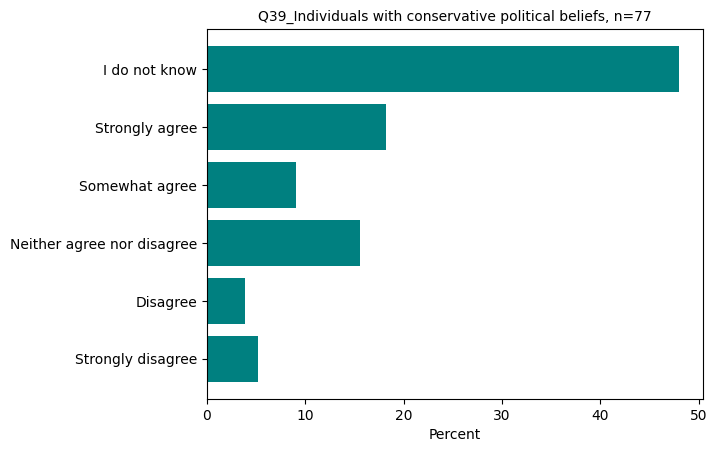 Q39_Individuals with conservative political beliefs, n=77
I do not know
Strongly agree
Somewhat agree
Neither agree nor disagree
Disagree
Strongly disagree
0 10 20 30 40 50
Percent